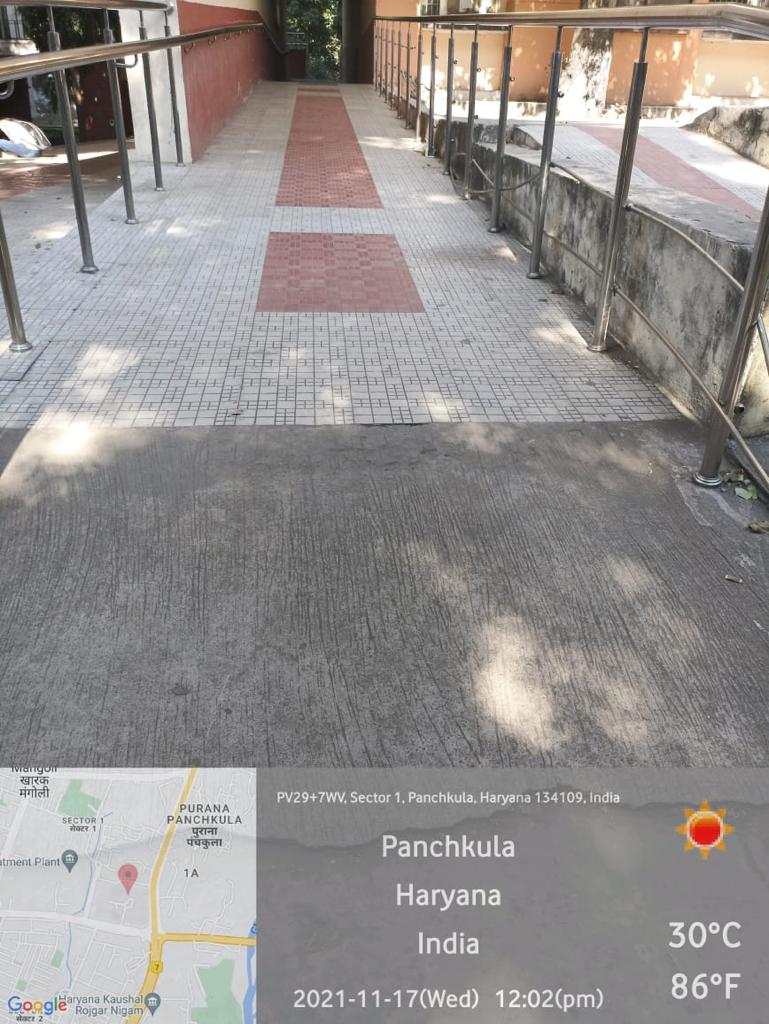 खारक
मंगोली
SECTOR 1
सेक्टर 1
PURANA
PANCHKULA
पुराना
पंचकुला
atment Plant
1A
7
Haryana Kaushal
Rojgar Nigam
Google
सेक्टर 2
PV29+7WV, Sector 1, Panchkula, Haryana 134109, India
Panchkula
Haryana
India
2021-11-17(Wed) 12:02(pm)
30°C
86°F